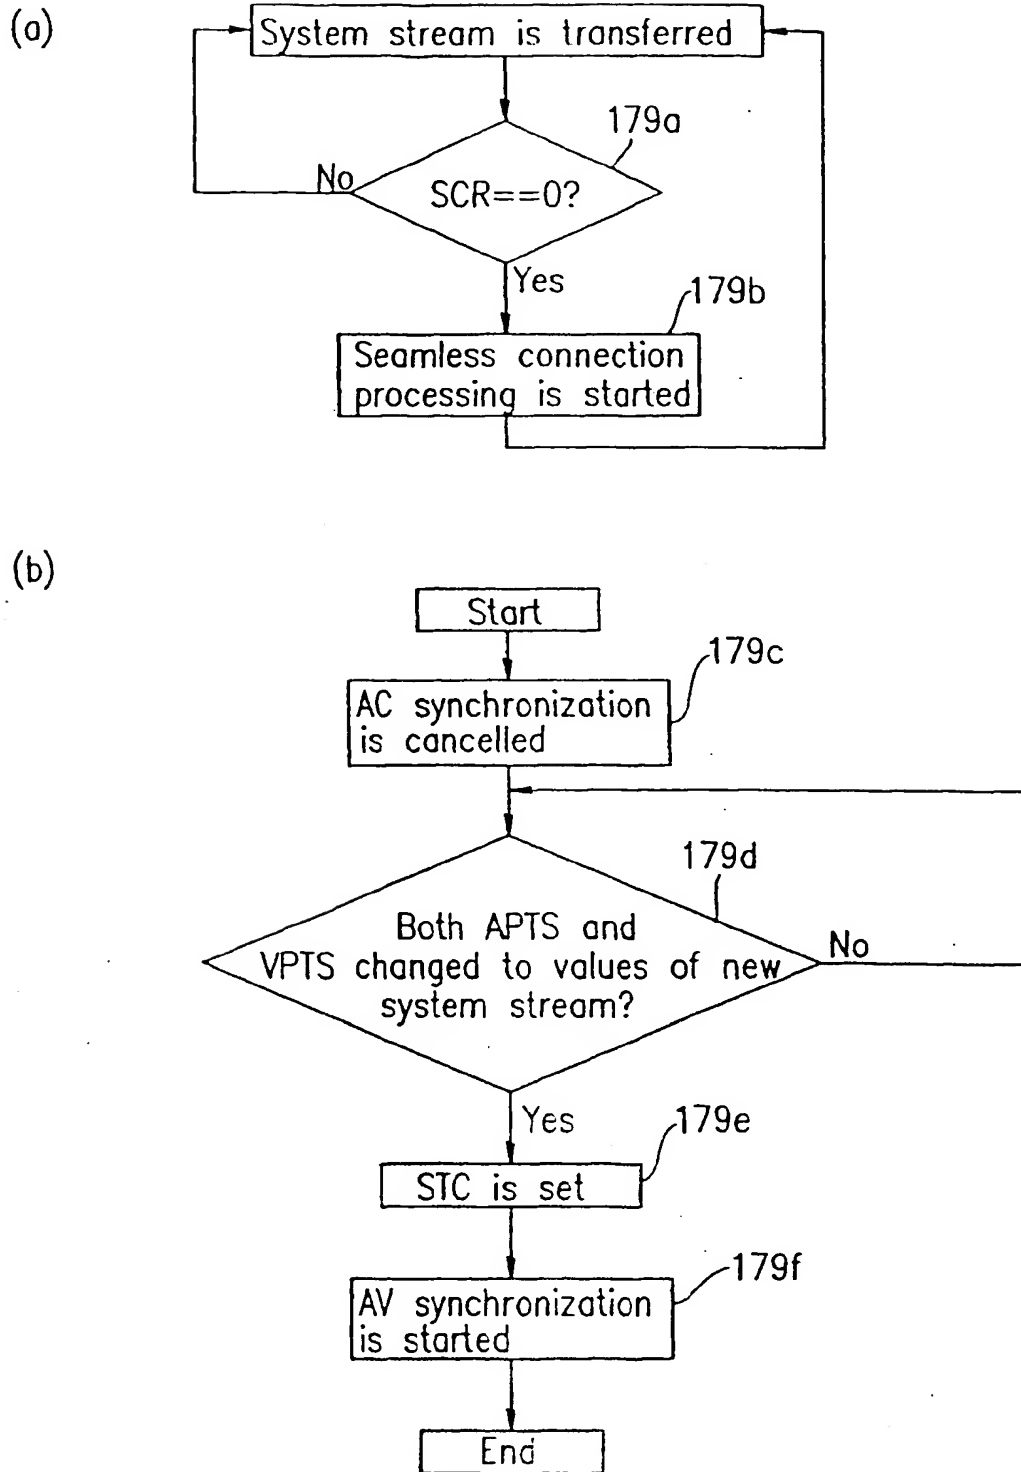 (a)
System stream is transferred
179a
No
SCR==0?
Yes
179b
Seamless connection
processing is started
(b)
Start
179c
AC synchronization
is cancelled
179d
Both APTS and
VPTS changed to values of new
system stream?
No
Yes
179e
STC is set
179f
AV synchronization
is started
End